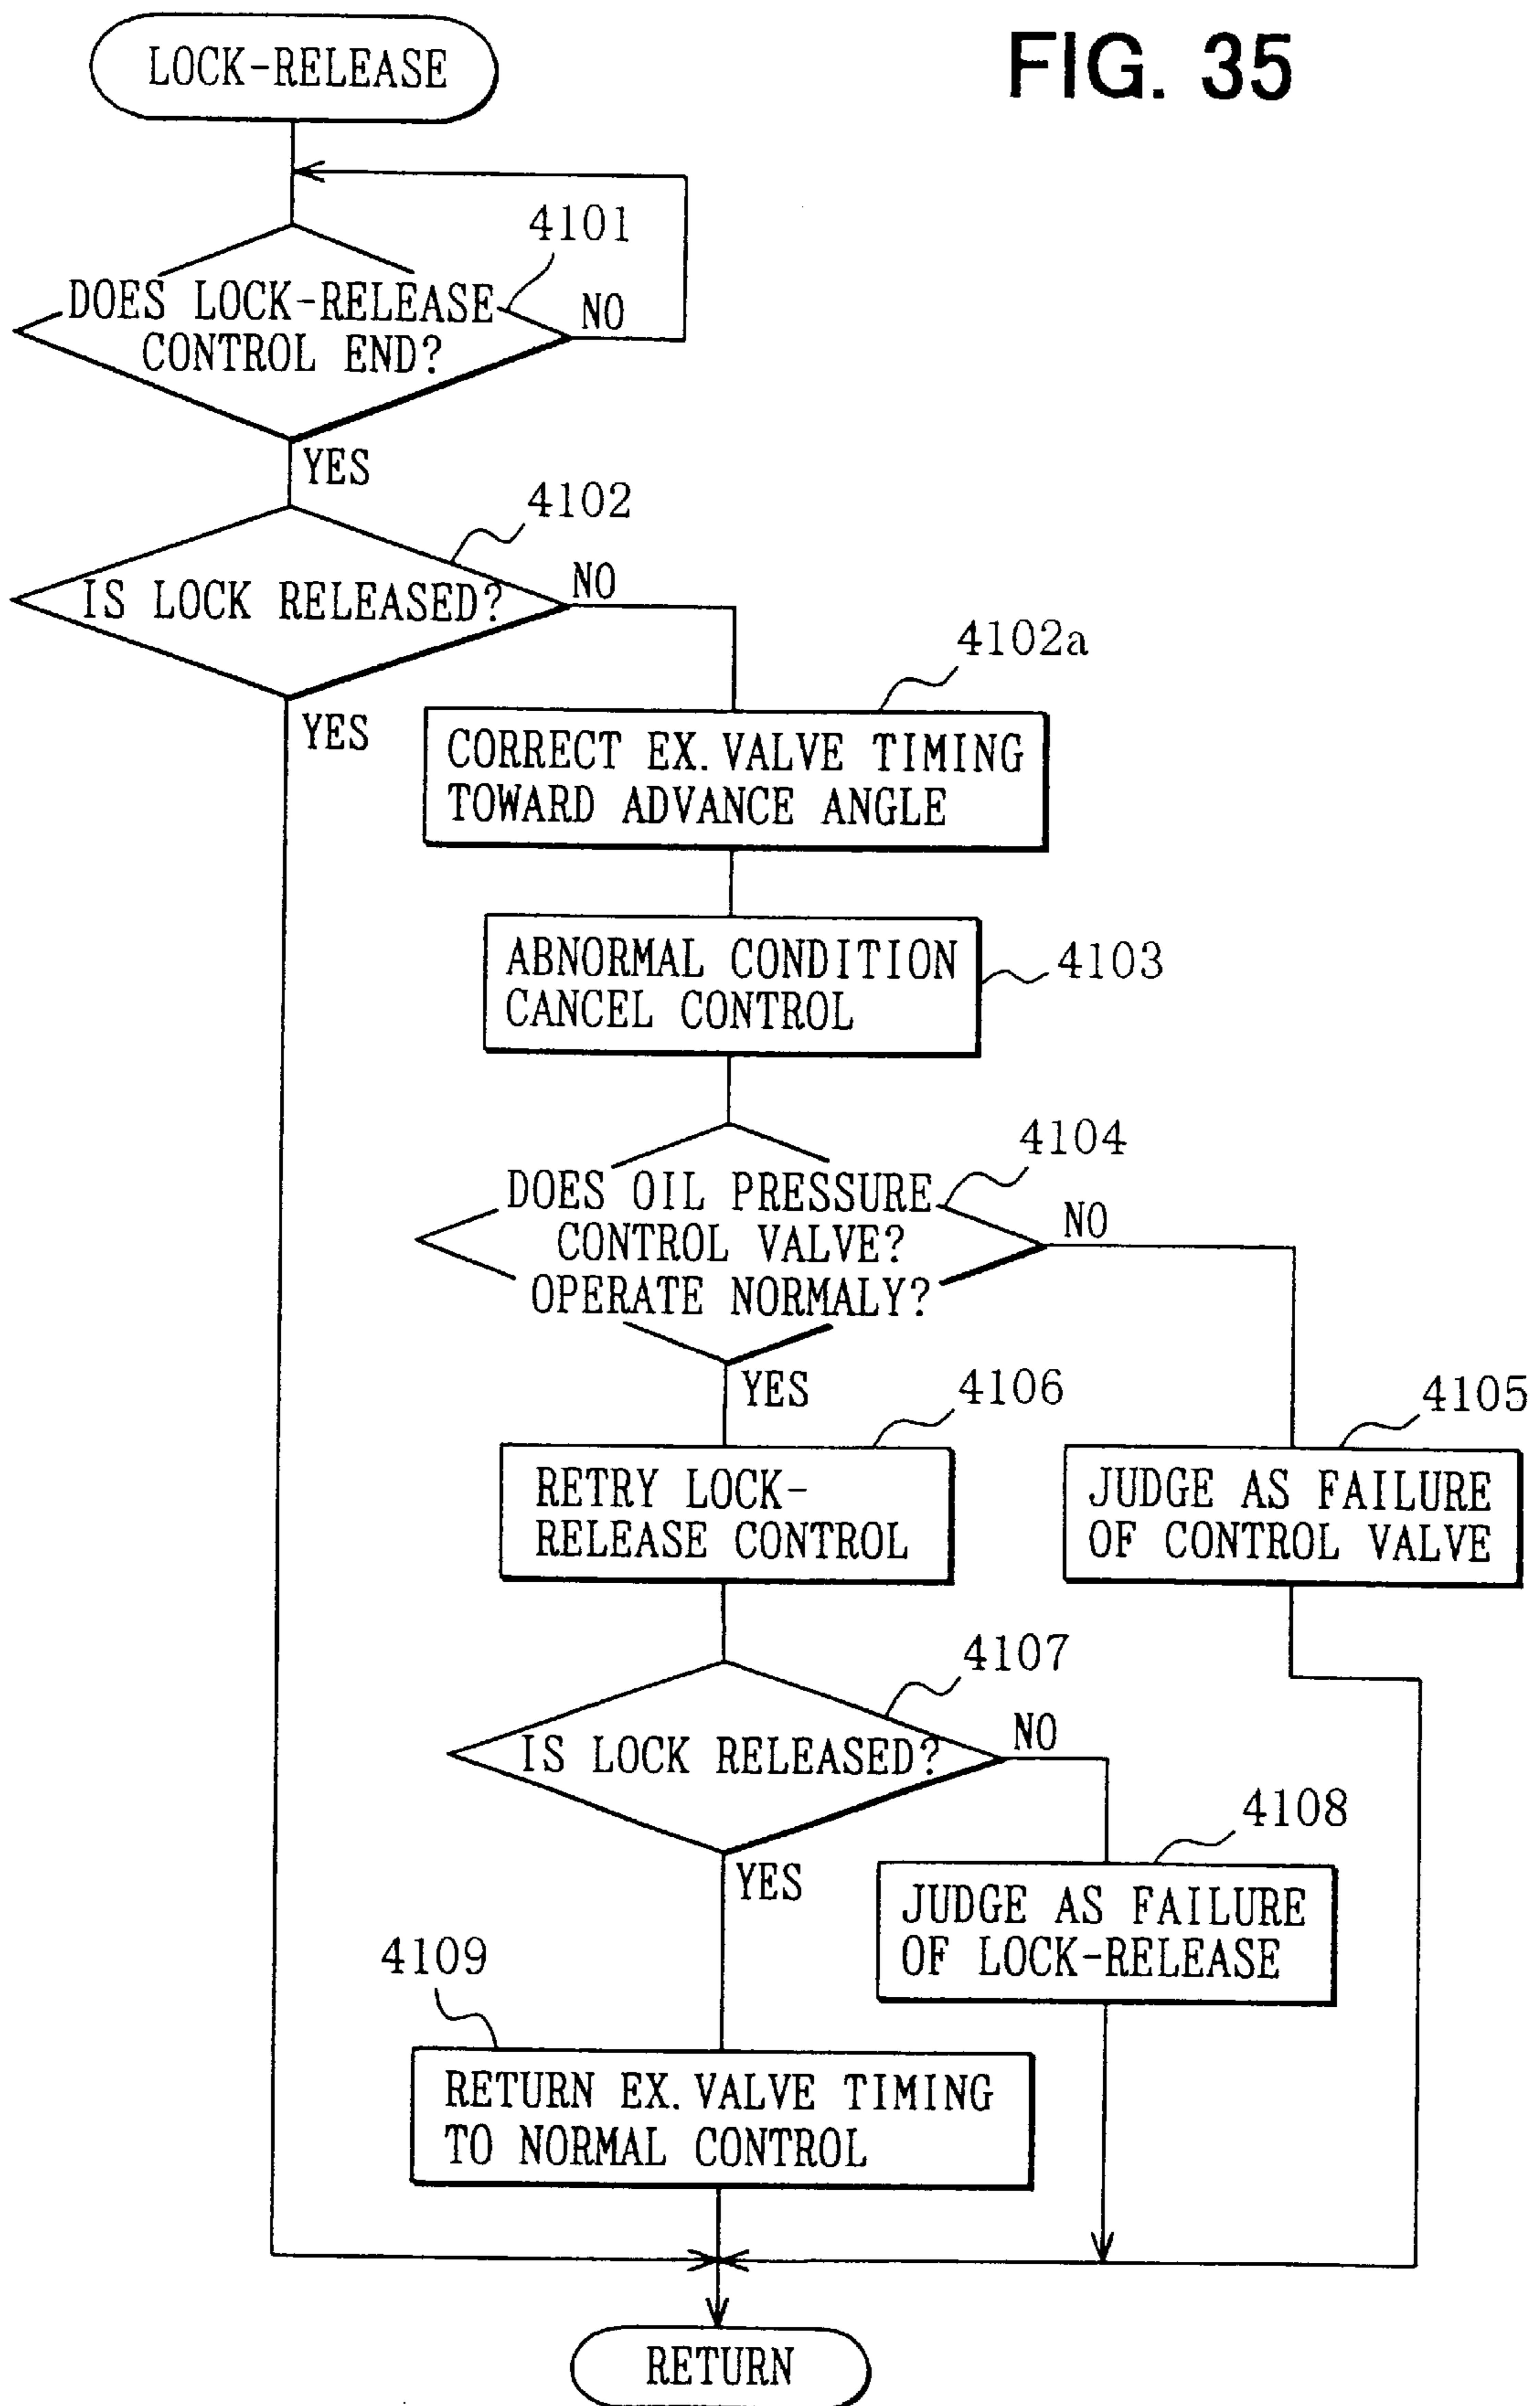 FIG. 35
LOCK-RELEASE
4101
DOES LOCK-RELEASE
CONTROL END?
NO
YES
4102
IS LOCK RELEASED?
NO
YES
4102a
CORRECT EX. VALVE TIMING
TOWARD ADVANCE ANGLE
ABNORMAL CONDITION
CANCEL CONTROL
4103
4104
DOES OIL PRESSURE
CONTROL VALVE?
OPERATE NORMALY?
NO
YES
4106
4105
RETRY LOCK-
RELEASE CONTROL
JUDGE AS FAILURE
OF CONTROL VALVE
4107
IS LOCK RELEASED?
NO
YES
4108
JUDGE AS FAILURE
OF LOCK-RELEASE
4109
RETURN EX. VALVE TIMING
TO NORMAL CONTROL
RETURN